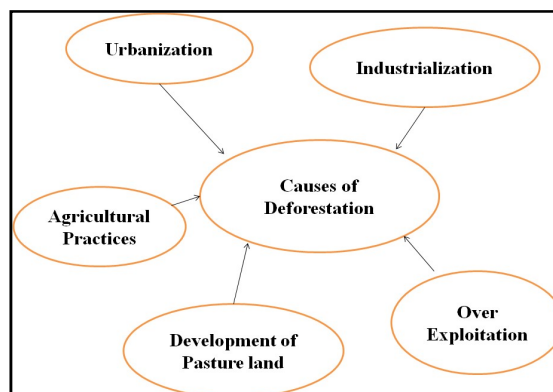 Urbanization
Industrialization
Causes of
Deforestation
Agricultural
Practices
Over
Exploitation
Development of
Pasture land